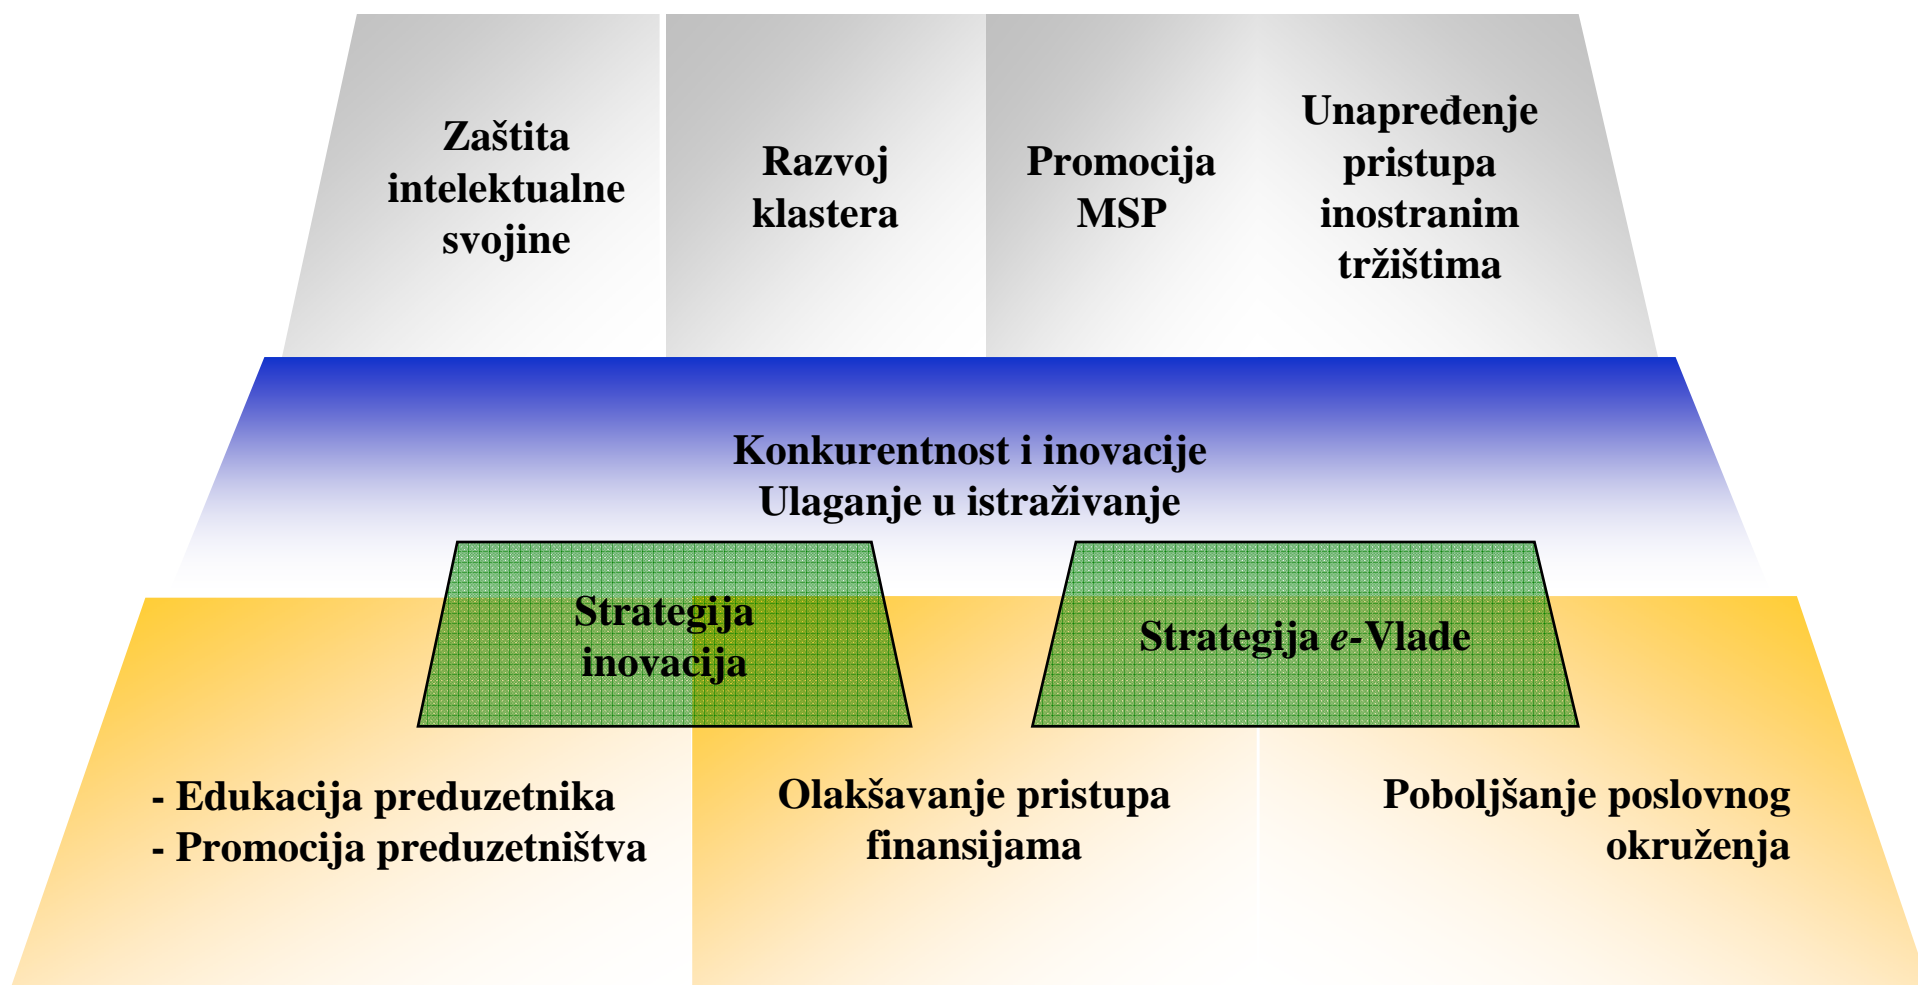 Zaštita
intelektualne
svojine
Razvoj
klastera
Promocija
MSP
Unapređenje
pristupa
inostranim
tržištima
Konkurentnost i inovacije
Ulaganje u istraživanje
Strategija
inovacija
Strategija e-Vlade
- Edukacija preduzetnika
- Promocija preduzetništva
Olakšavanje pristupa
finansijama
Poboljšanje poslovnog
okruženja